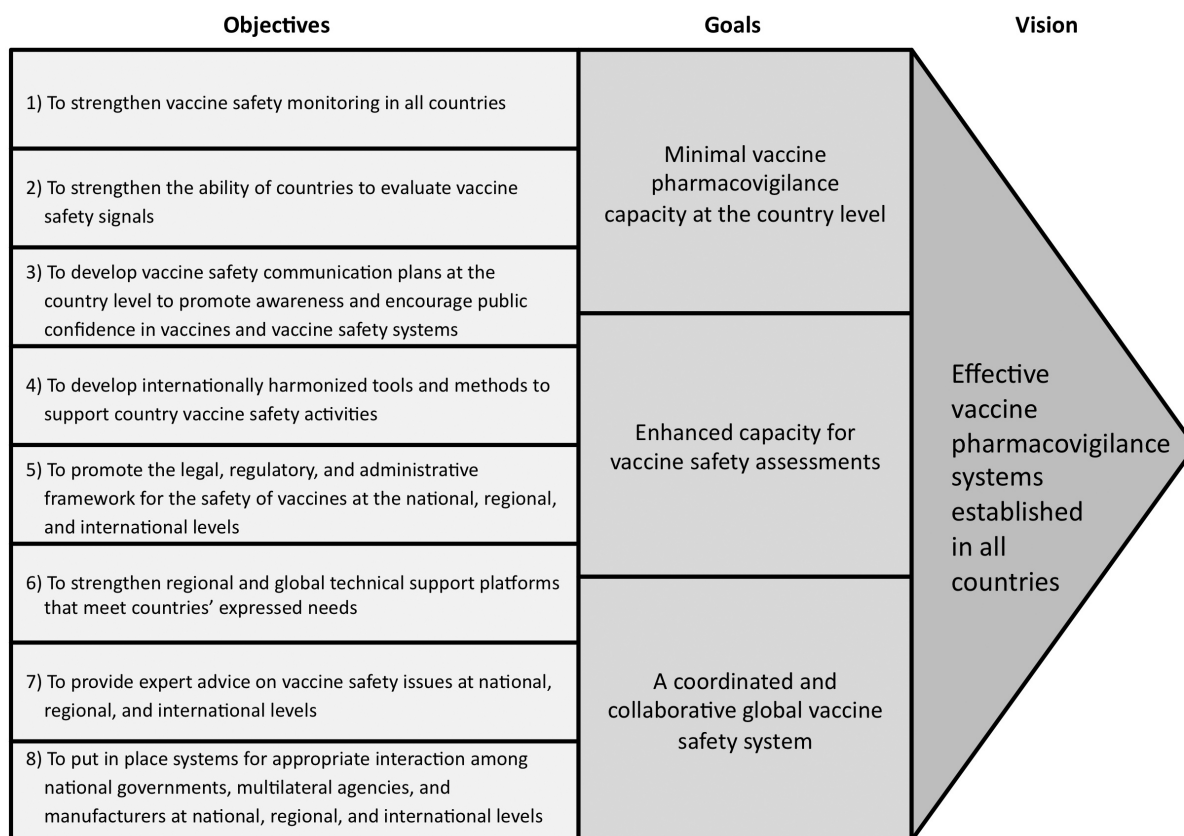 Objectives
Goals
Vision
1) To strengthen vaccine safety monitoring in all countries
2) To strengthen the ability of countries to evaluate vaccine
safety signals
3) To develop vaccine safety communication plans at the
country level to promote awareness and encourage public
confidence in vaccines and vaccine safety systems
4) To develop internationally harmonized tools and methods to
support country vaccine safety activities
5) To promote the legal, regulatory, and administrative
framework for the safety of vaccines at the national, regional,
and international levels
6) To strengthen regional and global technical support platforms
that meet countries’ expressed needs
7) To provide expert advice on vaccine safety issues at national,
regional, and international levels
8) To put in place systems for appropriate interaction among
national governments, multilateral agencies, and
manufacturers at national, regional, and international levels
Minimal vaccine
pharmacovigilance
capacity at the country level
Enhanced capacity for
vaccine safety assessments
A coordinated and
collaborative global vaccine
safety system
Effective
vaccine
pharmacovigilance
systems
established
in all
countries